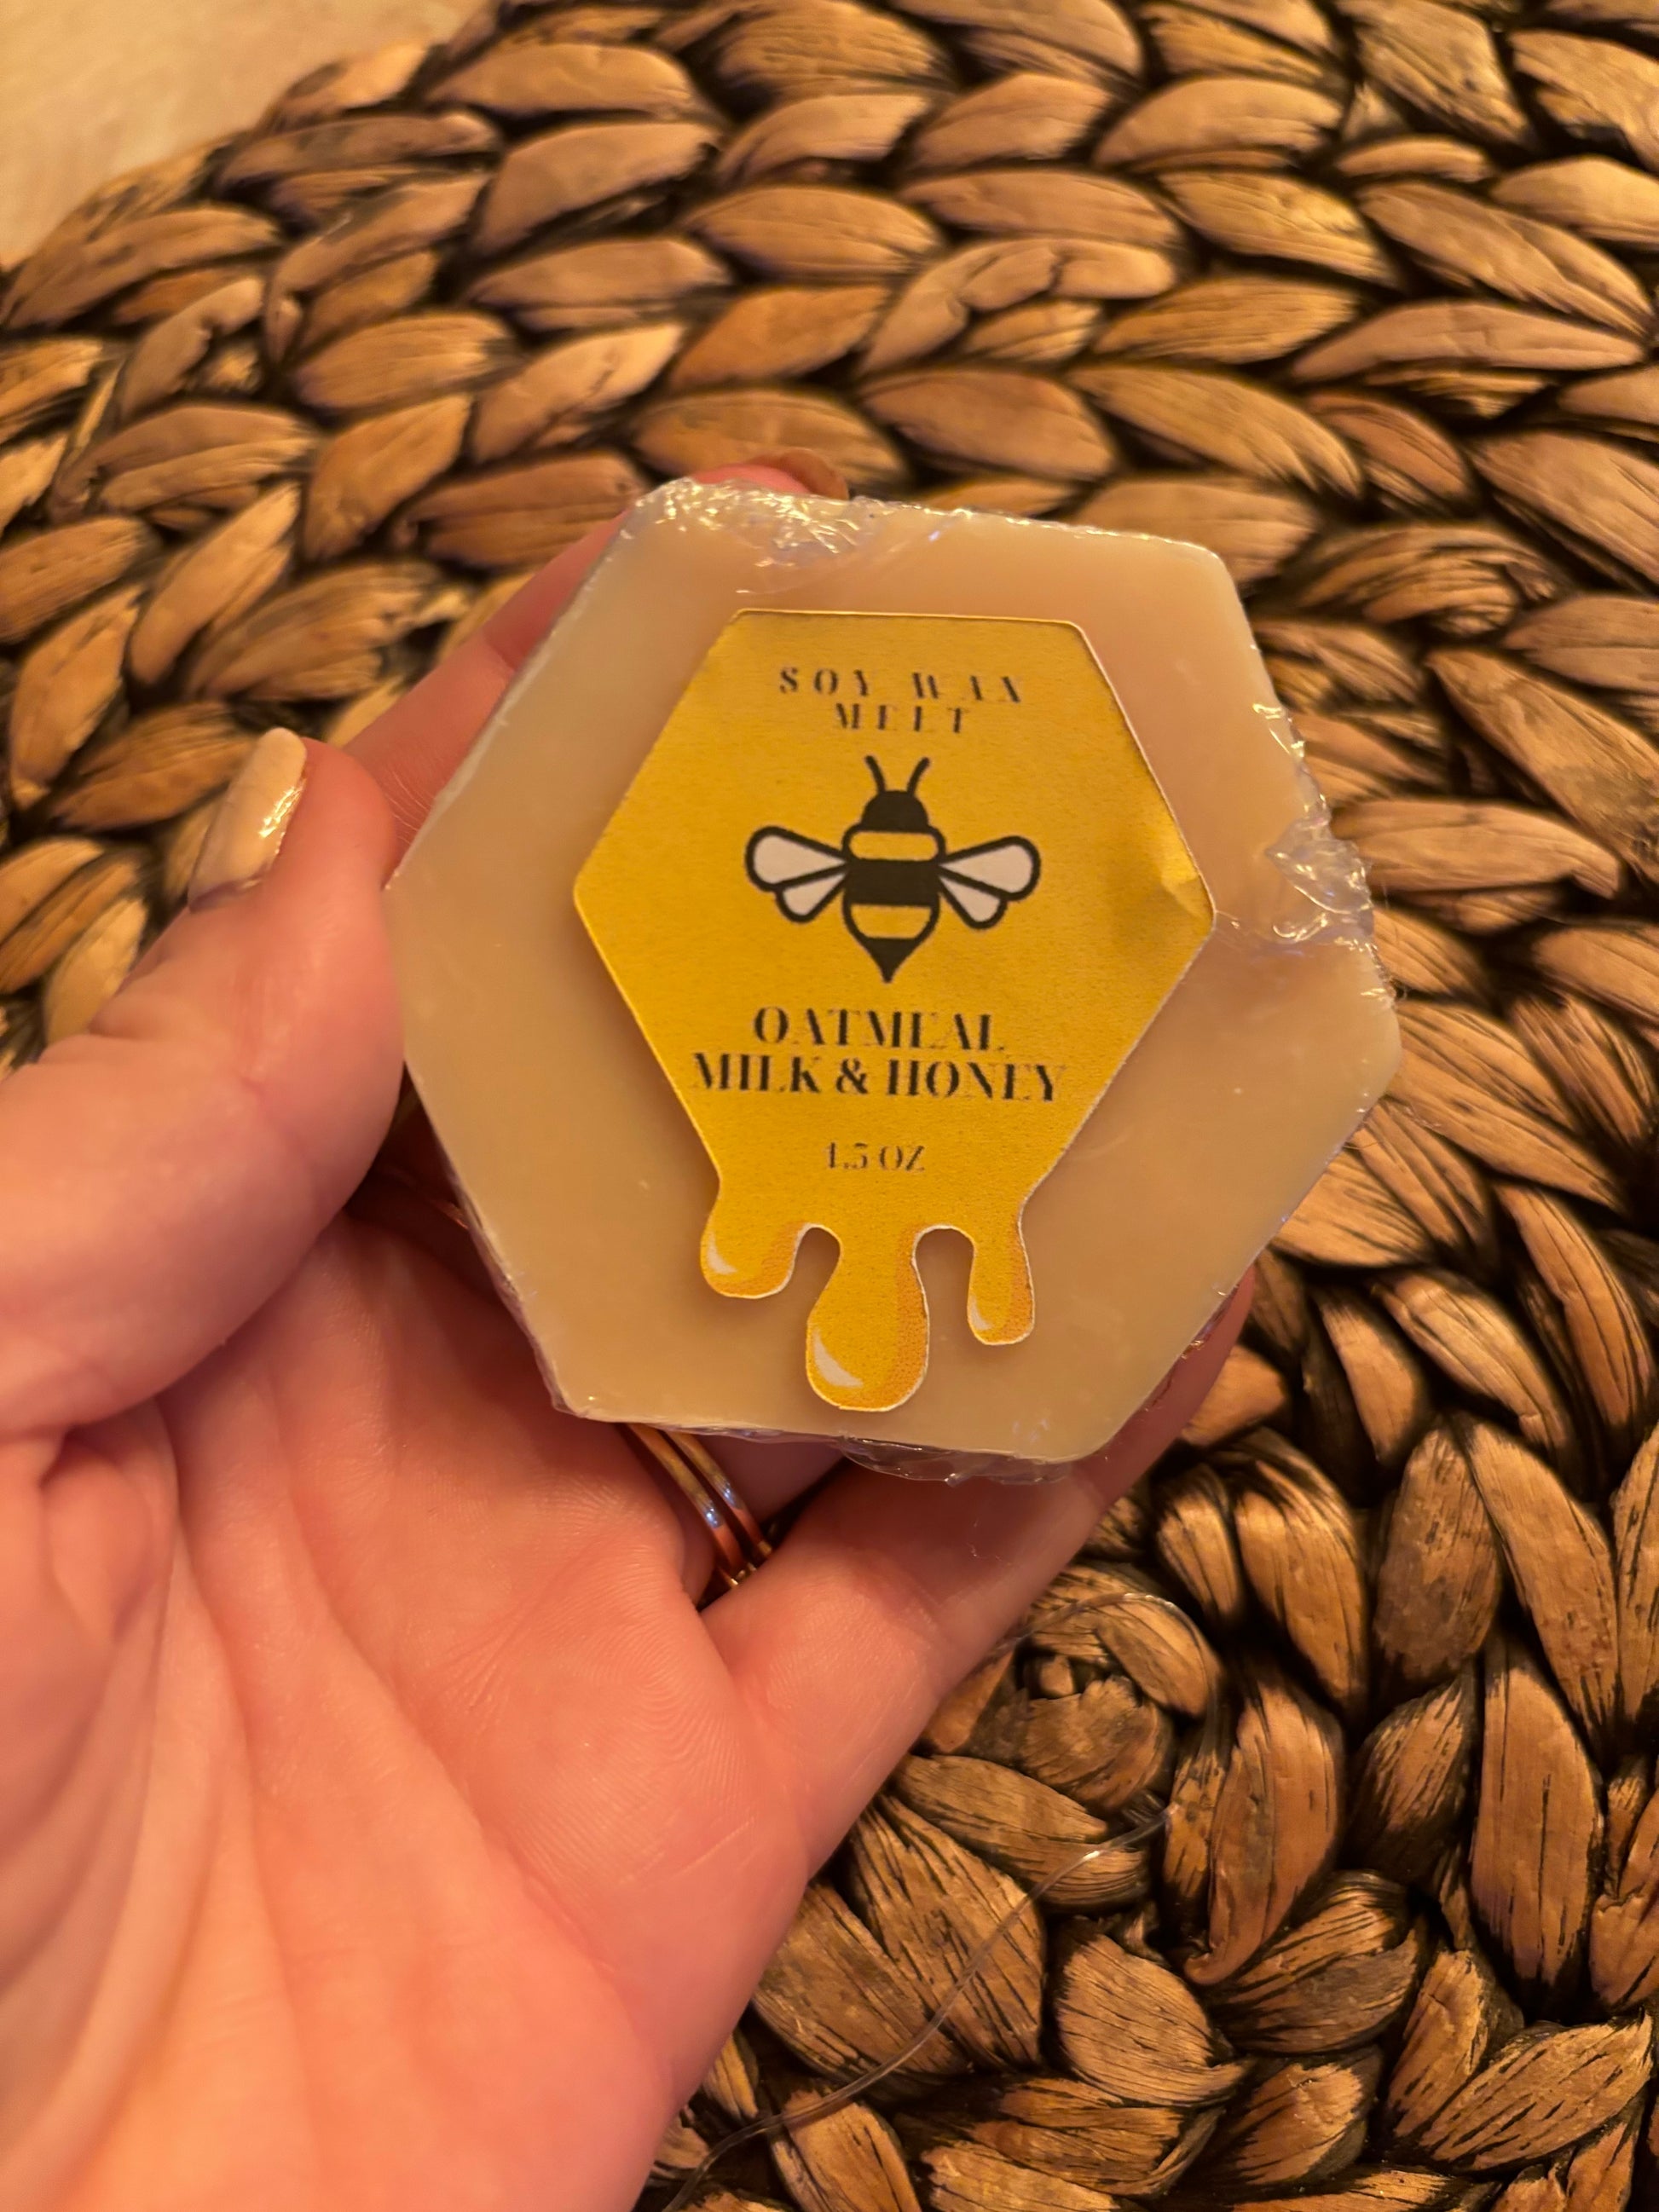 SOY WAX
MELT
OATMEAL
MILK & HONEY
1.5 OZ